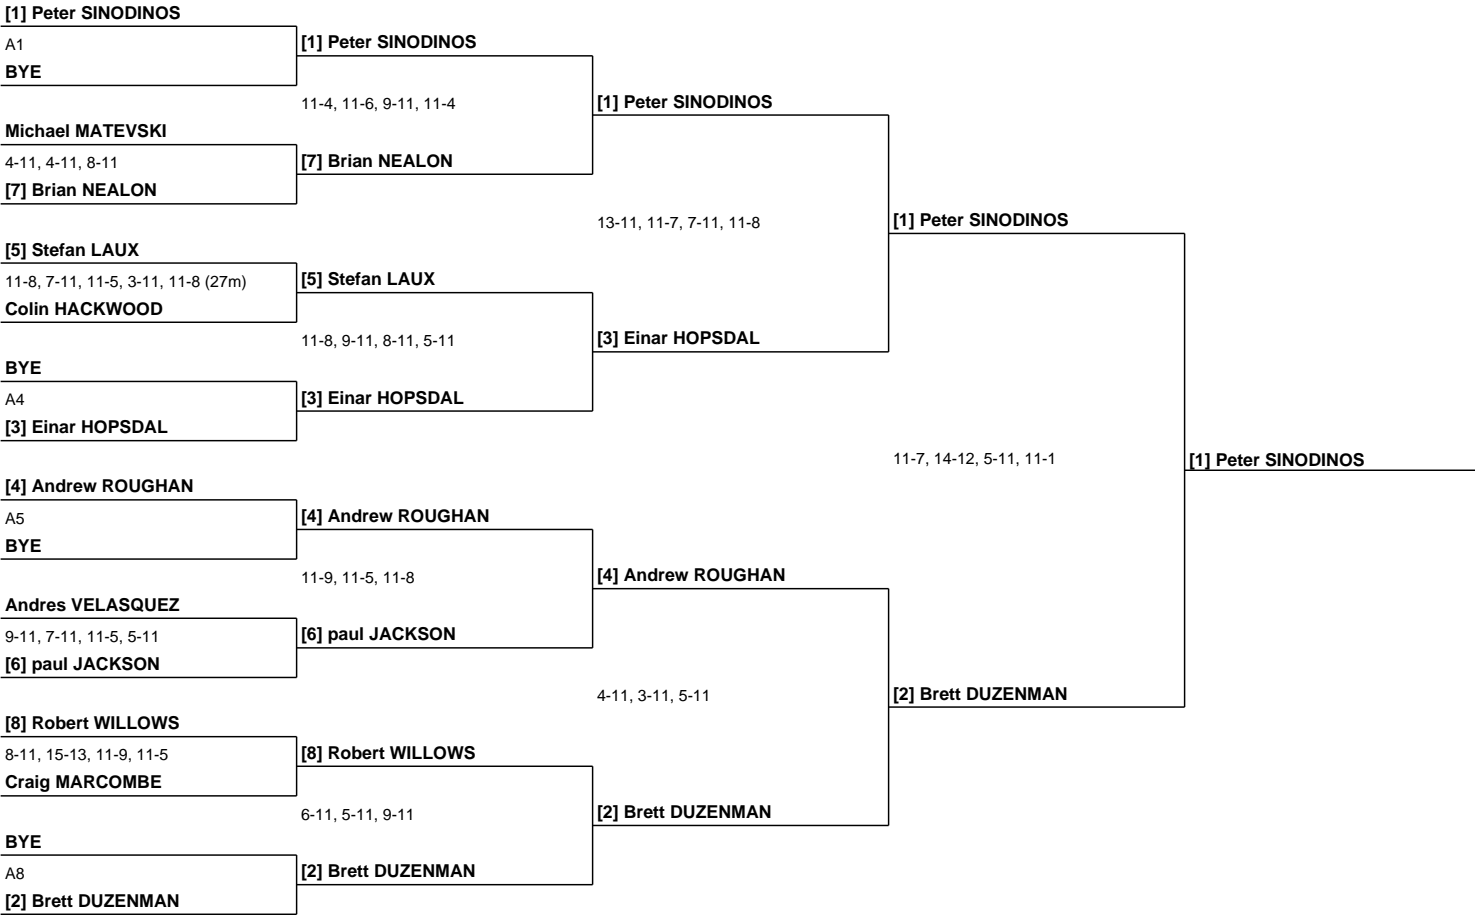 [1] Peter SINODINOS
A1
BYE
Michael MATEVSKI
4-11, 4-11, 8-11
[7] Brian NEALON
[5] Stefan LAUX
11-8, 7-11, 11-5, 3-11, 11-8 (27m)
Colin HACKWOOD
BYE
A4
[3] Einar HOPSDAL
[4] Andrew ROUGHAN
A5
BYE
Andres VELASQUEZ
9-11, 7-11, 11-5, 5-11
[6] paul JACKSON
[8] Robert WILLOWS
8-11, 15-13, 11-9, 11-5
Craig MARCOMBE
BYE
A8
[2] Brett DUZENMAN
[1] Peter SINODINOS
11-4, 11-6, 9-11, 11-4
[7] Brian NEALON
[5] Stefan LAUX
11-8, 9-11, 8-11, 5-11
[3] Einar HOPSDAL
[4] Andrew ROUGHAN
11-9, 11-5, 11-8
[6] paul JACKSON
[8] Robert WILLOWS
6-11, 5-11, 9-11
[2] Brett DUZENMAN
[1] Peter SINODINOS
13-11, 11-7, 7-11, 11-8
[3] Einar HOPSDAL
[4] Andrew ROUGHAN
4-11, 3-11, 5-11
[2] Brett DUZENMAN
[1] Peter SINODINOS
11-7, 14-12, 5-11, 11-1
[2] Brett DUZENMAN
[1] Peter SINODINOS